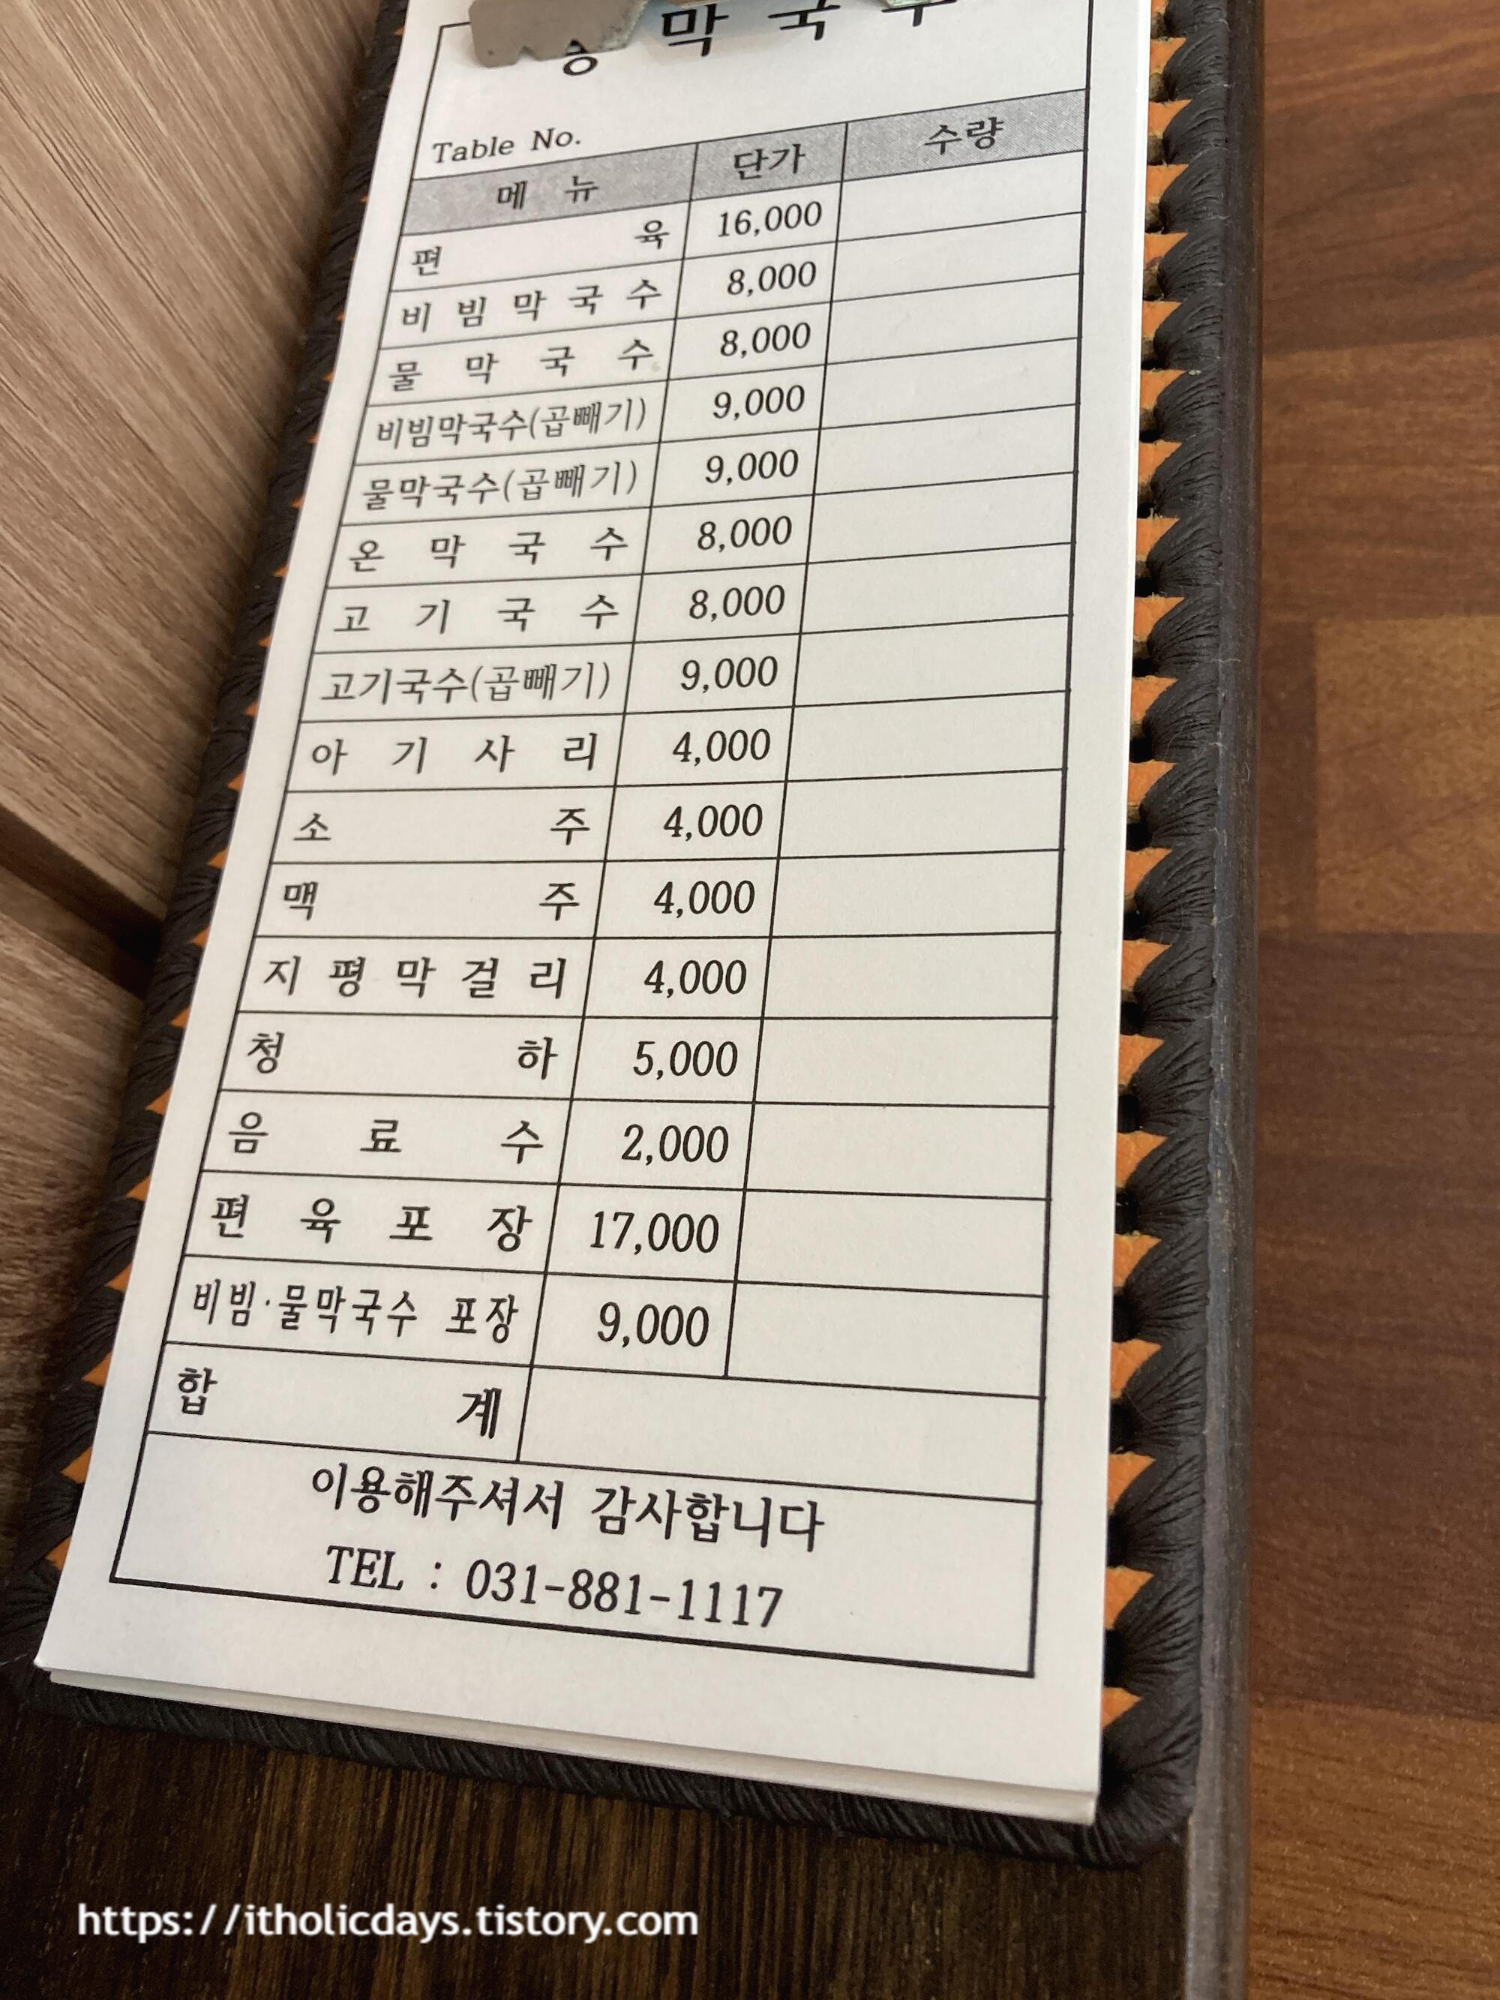 막국수
Table No.
메 뉴 단가 수량
편 육 16,000
비 빔 막 국 수 8,000
물 막 국 수 8,000
비빔막국수(곱빼기) 9,000
물막국수(곱빼기) 9,000
온 막 국 수 8,000
고 기 국 수 8,000
고기국수(곱빼기) 9,000
아 기 사 리 4,000
소 주 4,000
맥 주 4,000
지 평 막 걸 리 4,000
청 하 5,000
음 료 수 2,000
편 육 포 장 17,000
비빔·물막국수 포장 9,000
합 계
이용해주셔서 감사합니다
TEL : 031-881-1117
https://itholicdays.tistory.com